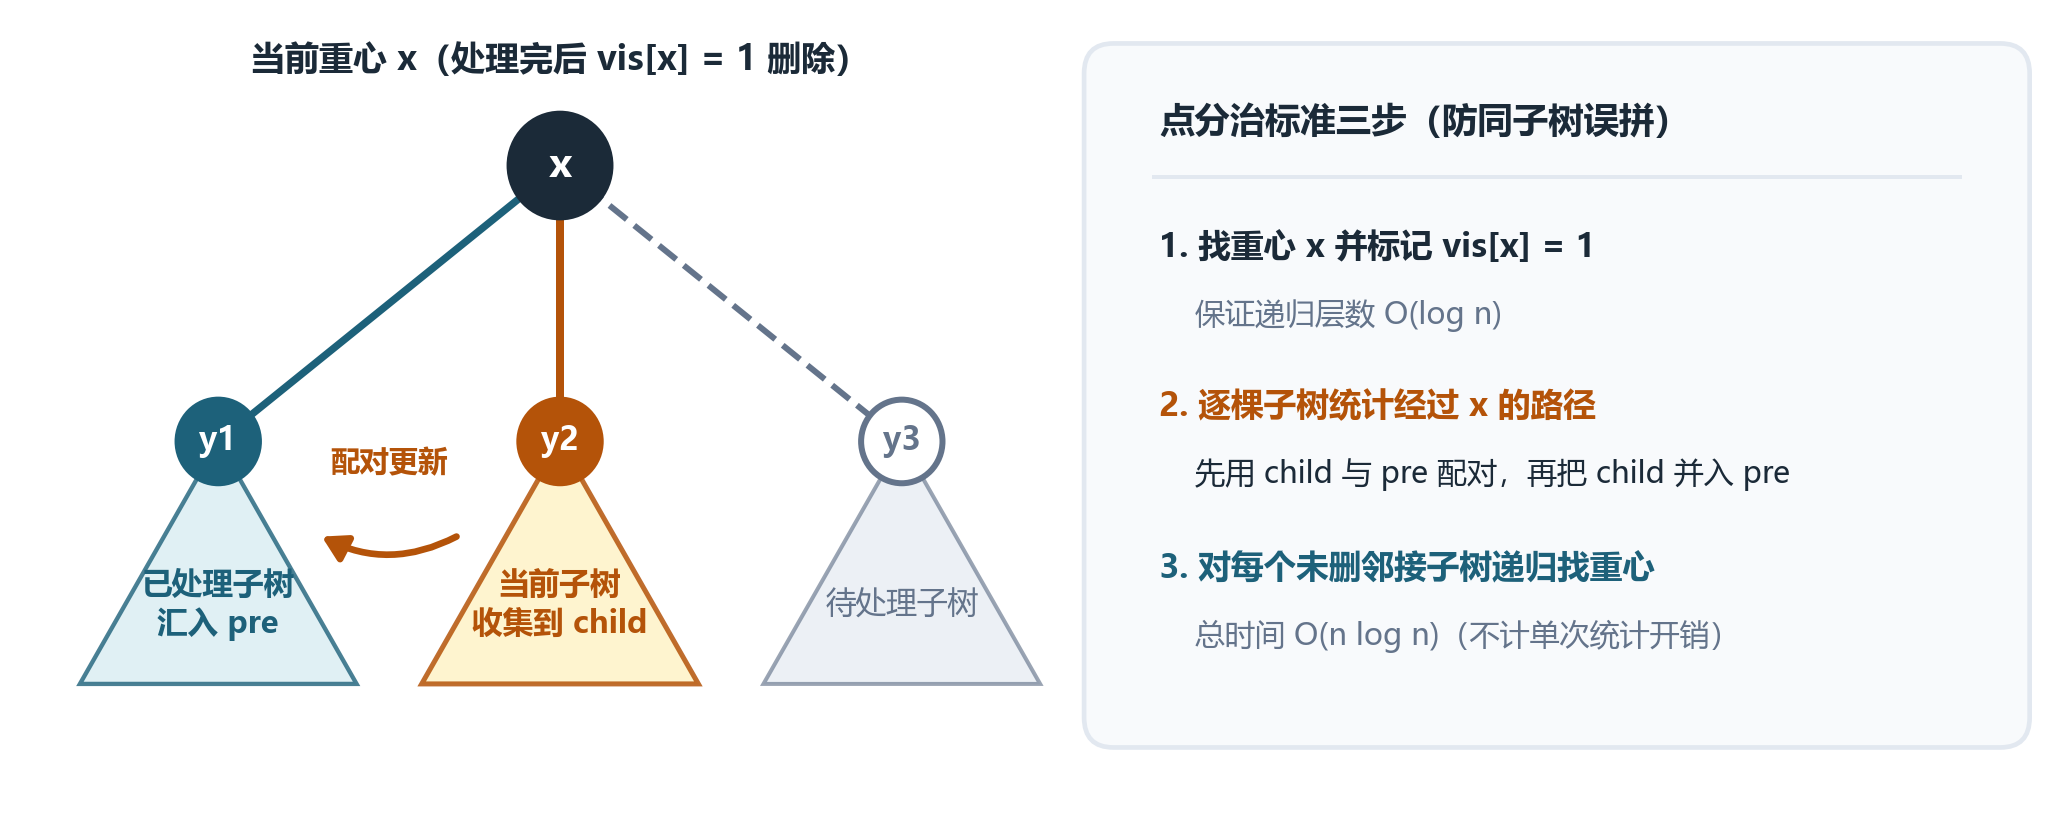 当前重心 x（处理完后 vis[x] = 1 删除）
x
y1
配对更新
y2
y3
已处理子树
汇入 pre
当前子树
收集到 child
待处理子树
点分治标准三步（防同子树误拼）
1. 找重心 x 并标记 vis[x] = 1
保证递归层数 O(log n)
2. 逐棵子树统计经过 x 的路径
先用 child 与 pre 配对，再把 child 并入 pre
3. 对每个未删邻接子树递归找重心
总时间 O(n log n)（不计单次统计开销）